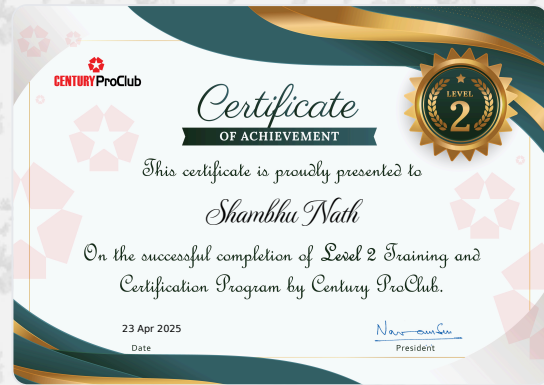 CENTURY ProClub
LEVEL
2
Certificate
OF ACHIEVEMENT
This certificate is proudly presented to
Shambhu Nath
On the successful completion of Level 2 Training and
Certification Program by Century ProClub.
23 Apr 2025
Date
President